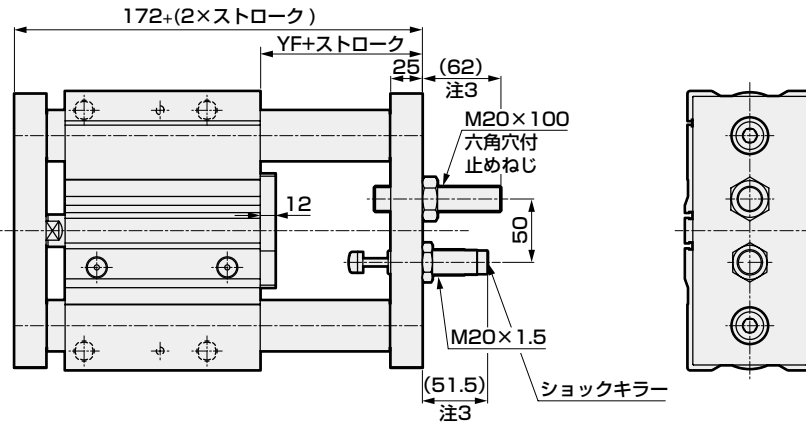 172+(2×ストローク)
YF+ストローク
25
(62)
注3
M20×100
六角穴付
止めねじ
12
50
M20×1.5
(51.5)
注3
ショックキラー